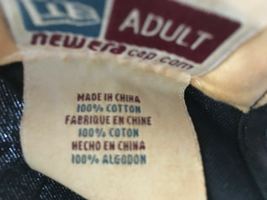 ADULT
neweracap.com
MADE IN CHINA
100% COTTON
FABRIQUE EN CHINE
100% COTON
HECHO EN CHINA
100% ALGODON